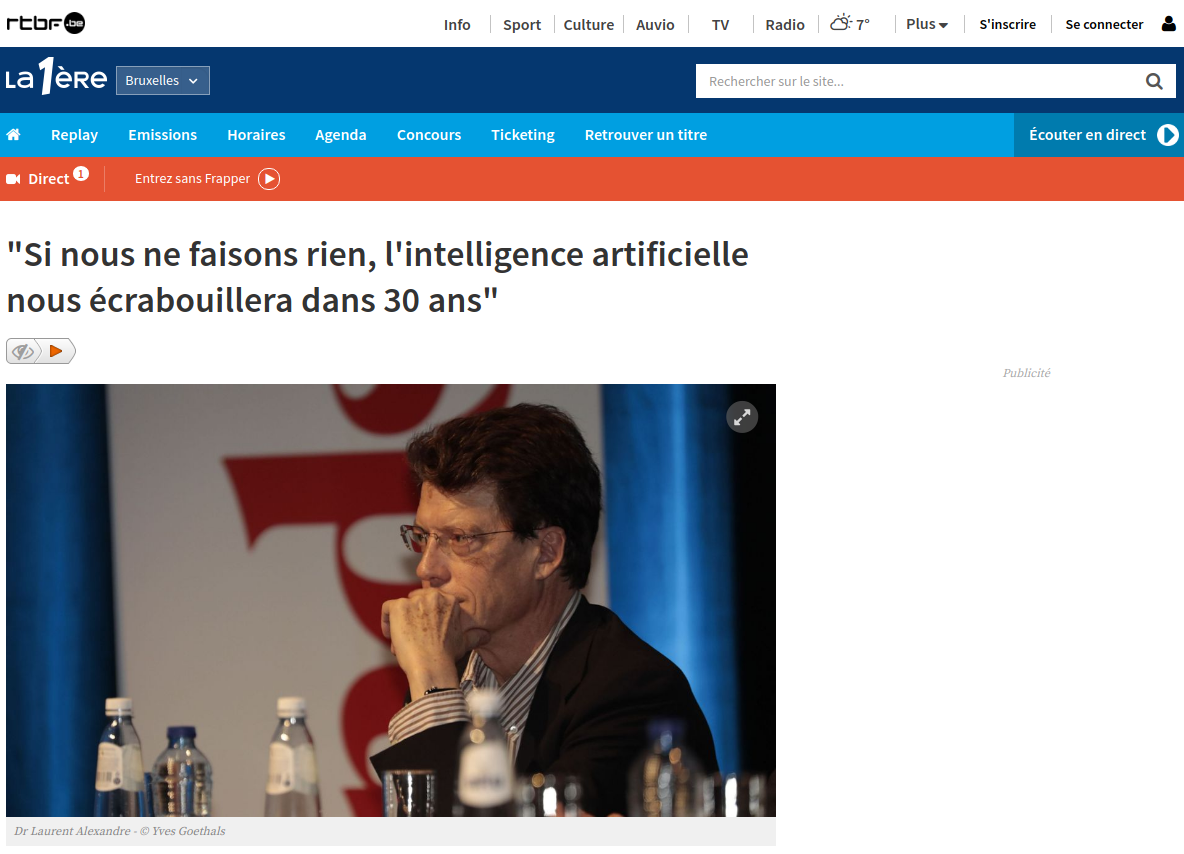 rtbf.be
Info Sport Culture Auvio TV Radio 7° Plus S'inscrire Se connecter
La 1ère Bruxelles Rechercher sur le site...
Replay Emissions Horaires Agenda Concours Ticketing Retrouver un titre Écouter en direct
Direct 1 Entrez sans Frapper
"Si nous ne faisons rien, l'intelligence artificielle
nous écrabouillera dans 30 ans"
Publicité
Dr Laurent Alexandre - © Yves Goethals